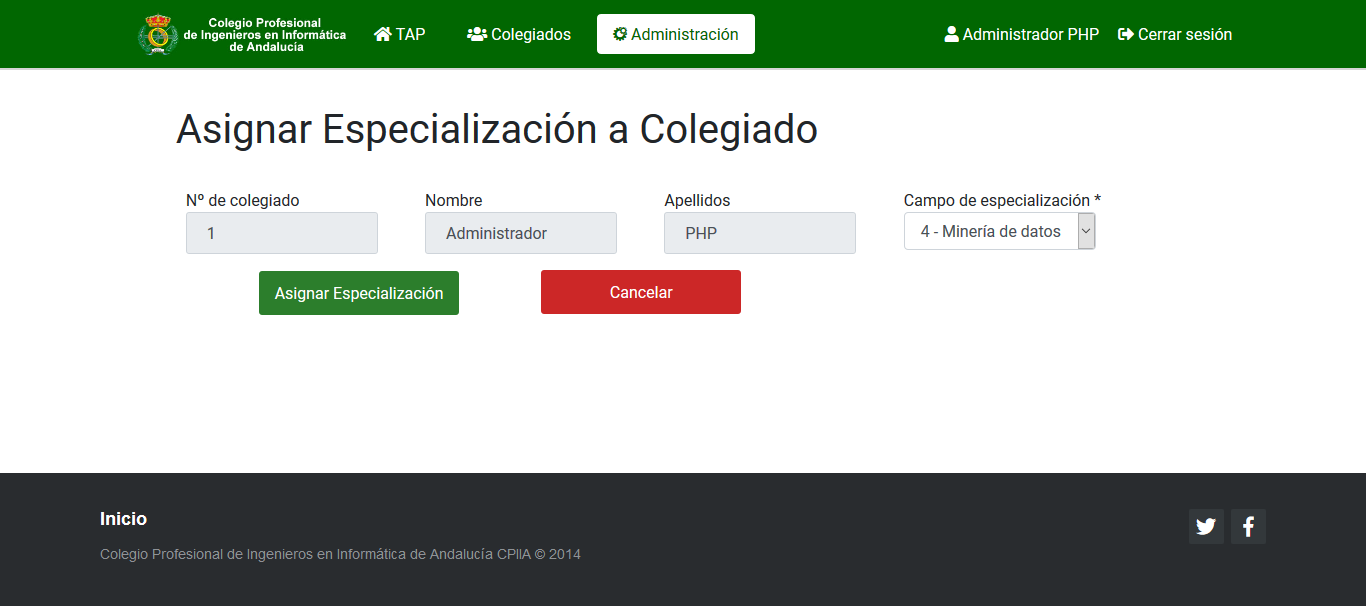 Colegio Profesional
de Ingenieros en Informática
de Andalucía
TAP
Colegiados
Administración
Administrador PHP
Cerrar sesión
Asignar Especialización a Colegiado
Nº de colegiado
Nombre
Apellidos
Campo de especialización *
1
Administrador
PHP
4 - Minería de datos
Asignar Especialización
Cancelar
Inicio
Colegio Profesional de Ingenieros en Informática de Andalucía CPIIA © 2014